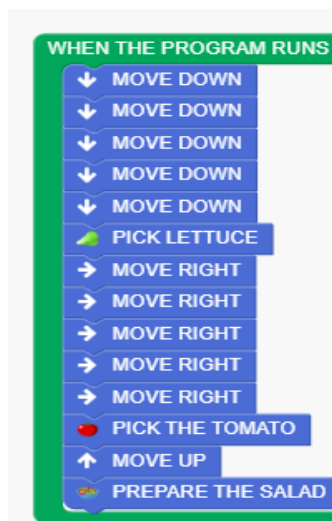 WHEN THE PROGRAM RUNS
MOVE DOWN
MOVE DOWN
MOVE DOWN
MOVE DOWN
MOVE DOWN
PICK LETTUCE
MOVE RIGHT
MOVE RIGHT
MOVE RIGHT
MOVE RIGHT
MOVE RIGHT
PICK THE TOMATO
MOVE UP
PREPARE THE SALAD